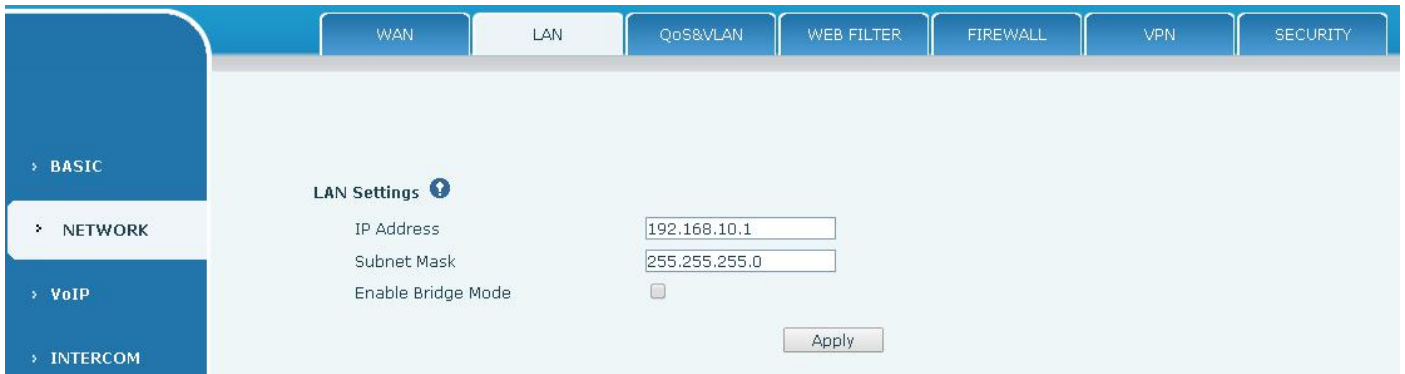 WAN LAN QoS&VLAN WEB FILTER FIREWALL VPN SECURITY
› BASIC
› NETWORK
› VoIP
› INTERCOM
LAN Settings
IP Address 192.168.10.1
Subnet Mask 255.255.255.0
Enable Bridge Mode
Apply